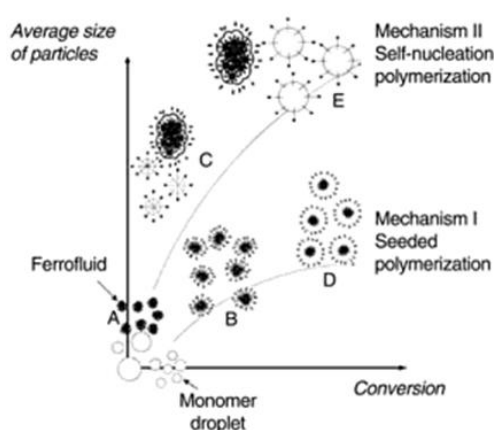 Average size
of particles
Mechanism II
Self-nucleation
polymerization
E
C
Mechanism I
Seeded
polymerization
Ferrofluid
A
B
D
Conversion
Monomer
droplet